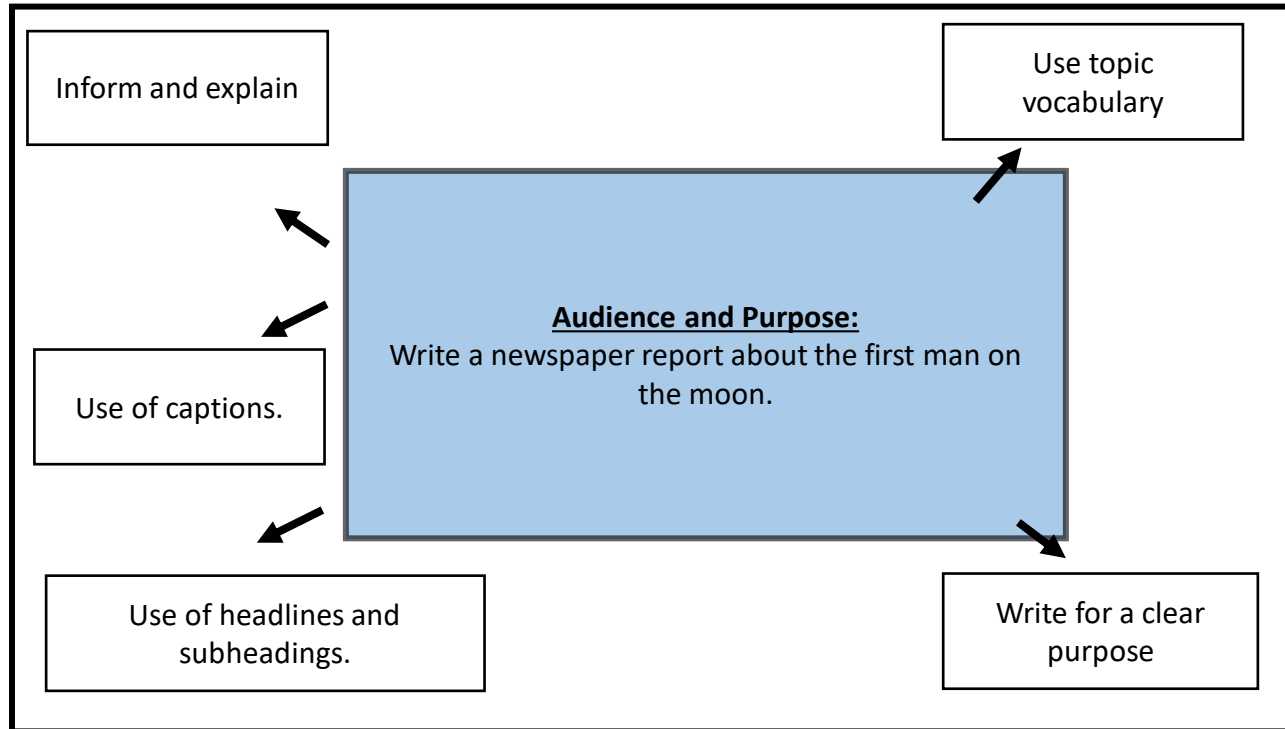 Inform and explain
Use topic
vocabulary
Audience and Purpose:
Write a newspaper report about the first man on
the moon.
Use of captions.
Use of headlines and
subheadings.
Write for a clear
purpose